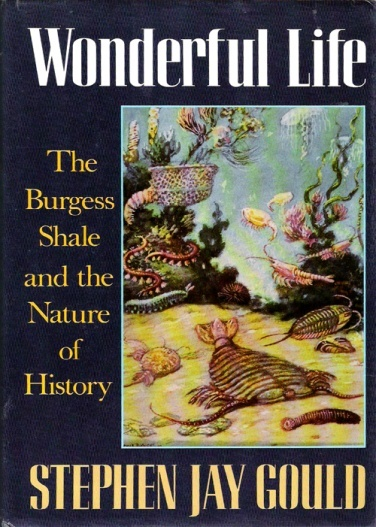 Wonderful Life
The
Burgess
Shale
and the
Nature
of
History
STEPHEN JAY GOULD